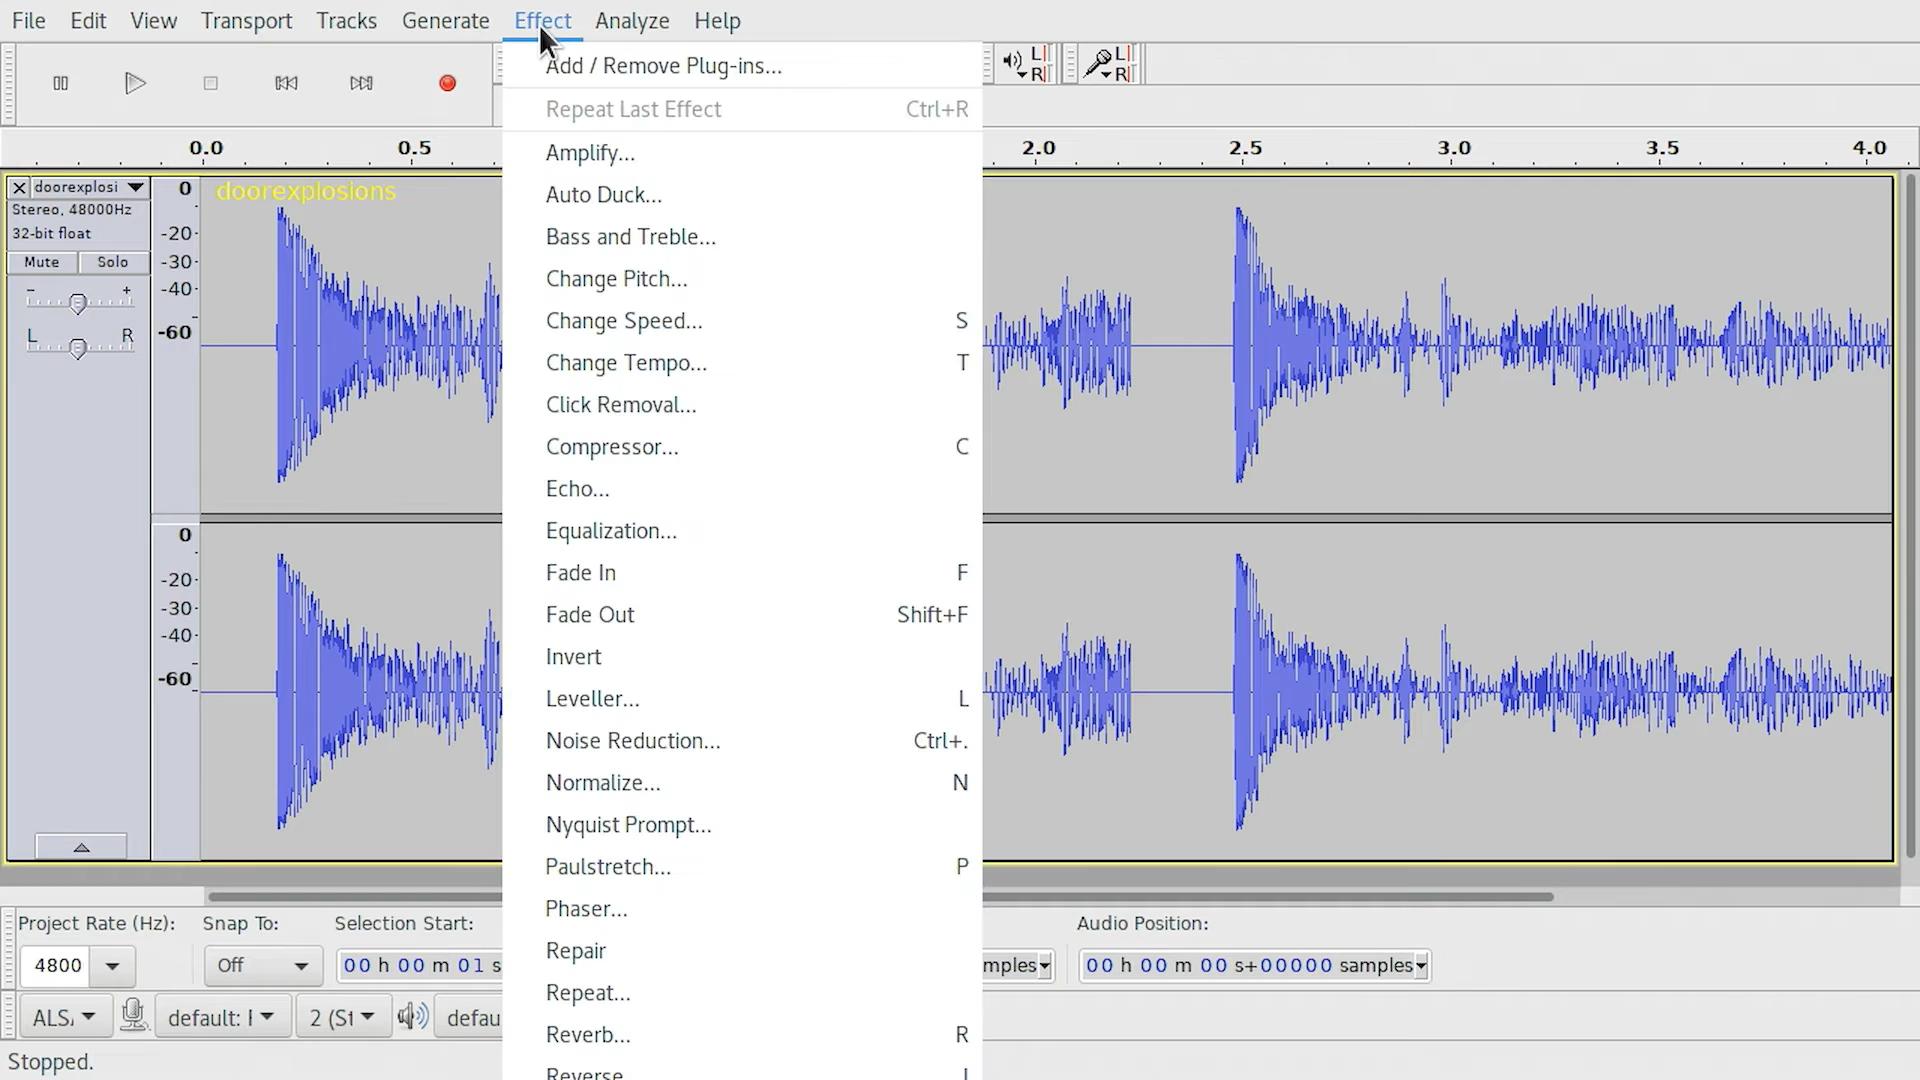 File Edit View Transport Tracks Generate Effect Analyze Help
Add / Remove Plug-ins...
Repeat Last Effect Ctrl+R
L
R
L
R
0.0 0.5 2.0 2.5 3.0 3.5 4.0
Amplify...
Auto Duck...
Bass and Treble...
Change Pitch...
Change Speed... S
Change Tempo... T
Click Removal...
Compressor... C
Echo...
Equalization...
Fade In F
Fade Out Shift+F
Invert
Leveller... L
Noise Reduction... Ctrl+.
Normalize... N
Nyquist Prompt...
Paulstretch... P
Phaser...
Repair
Repeat...
Reverb... R
Reverse
doorexplosi
Stereo, 48000Hz
32-bit float
Mute Solo
- +
L R
0
-20
-30
-40
-60
0
-20
-30
-40
-60
doorexplosions
Project Rate (Hz): Snap To: Selection Start: Audio Position:
4800 Off 00 h 00 m 01 s mples 00 h 00 m 00 s+00000 samples
ALS, default: 2 (St defau
Stopped.